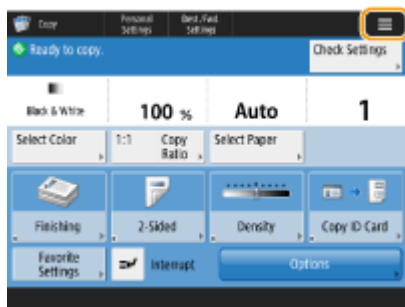 Copy
Personal
Settings
Dest./Fwd.
Settings
Ready to copy.
Check Settings
Black & White
100 %
Auto
1
Select Color
1:1
Copy
Ratio
Select Paper
Finishing
2-Sided
Density
Copy ID Card
Favorite
Settings
Interrupt
Options